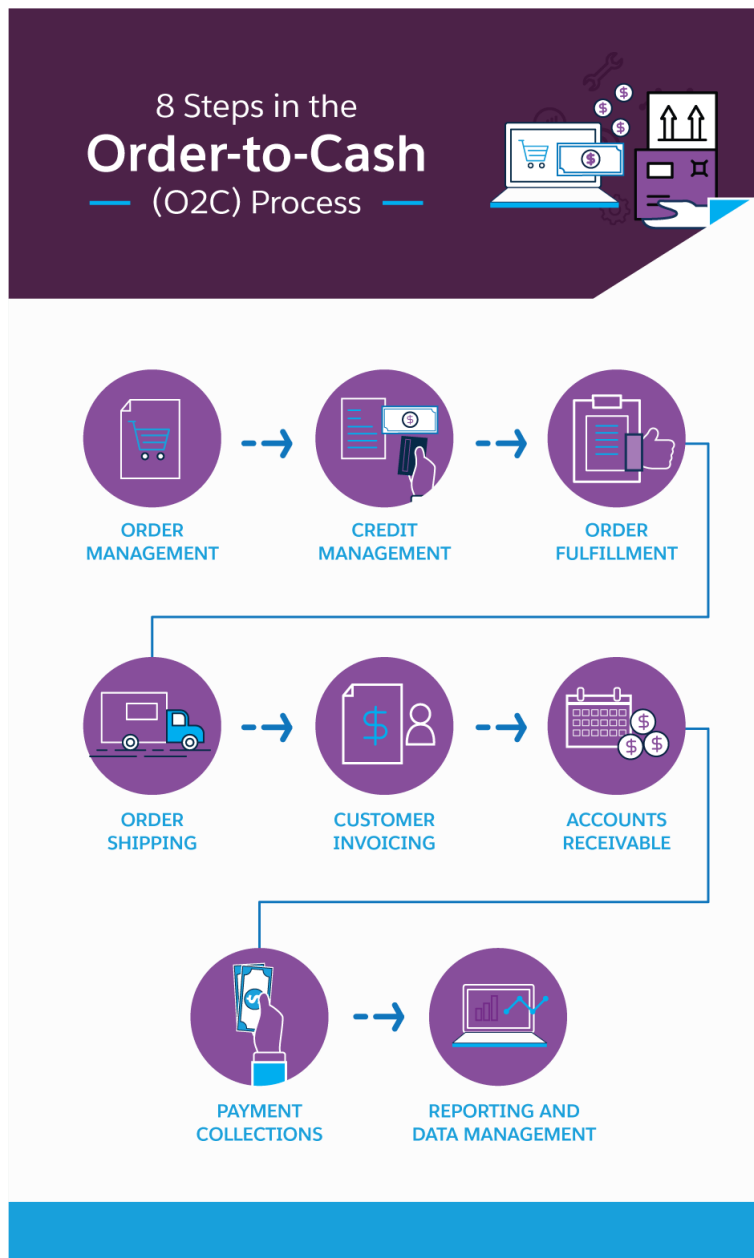 8 Steps in the
Order-to-Cash
(O2C) Process
ORDER
MANAGEMENT
CREDIT
MANAGEMENT
ORDER
FULFILLMENT
ORDER
SHIPPING
CUSTOMER
INVOICING
ACCOUNTS
RECEIVABLE
PAYMENT
COLLECTIONS
REPORTING AND
DATA MANAGEMENT